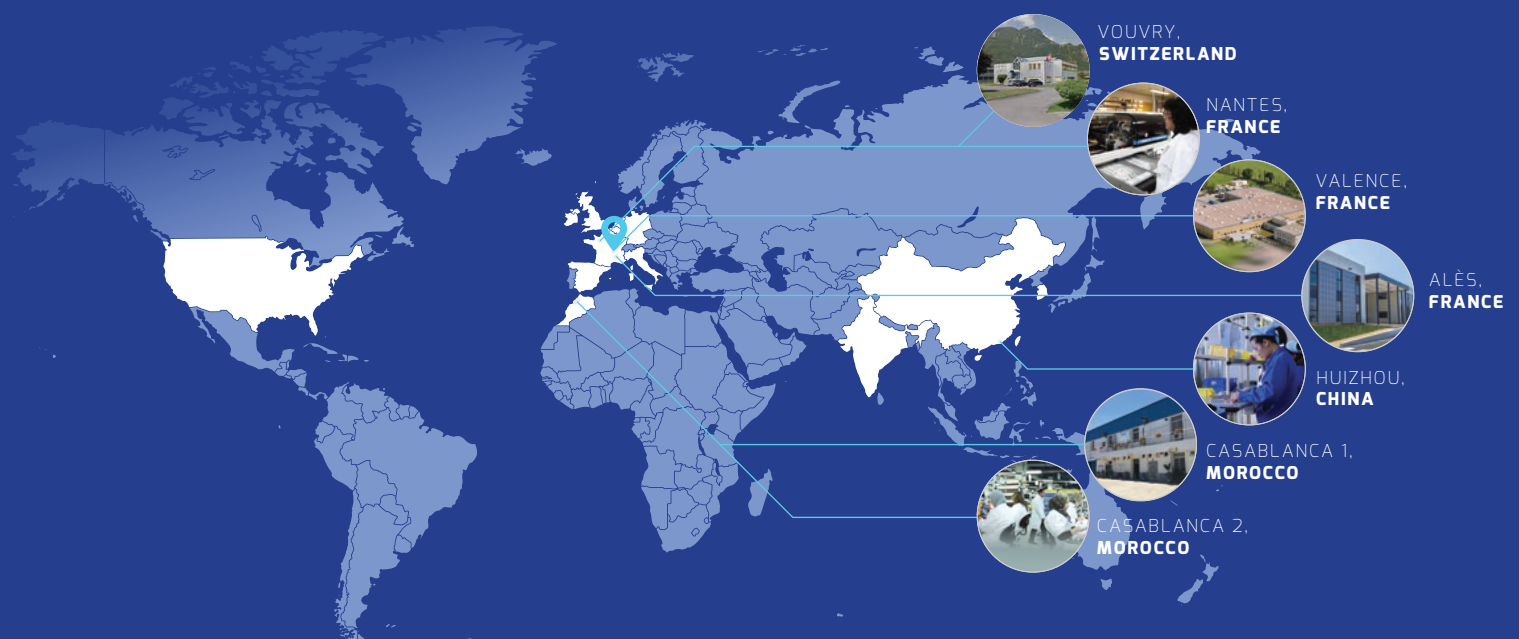 VOUVRY,
SWITZERLAND
NANTES,
FRANCE
VALENCE,
FRANCE
ALÈS,
FRANCE
HUIZHOU,
CHINA
CASABLANCA 1,
MOROCCO
CASABLANCA 2,
MOROCCO